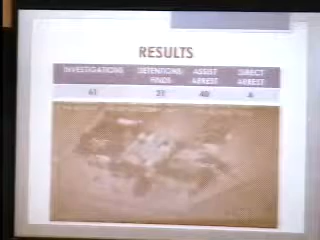 RESULTS
INVESTIGATIONS DETENTIONS/ FINDS ASSIST ARREST DIRECT ARREST
61 40